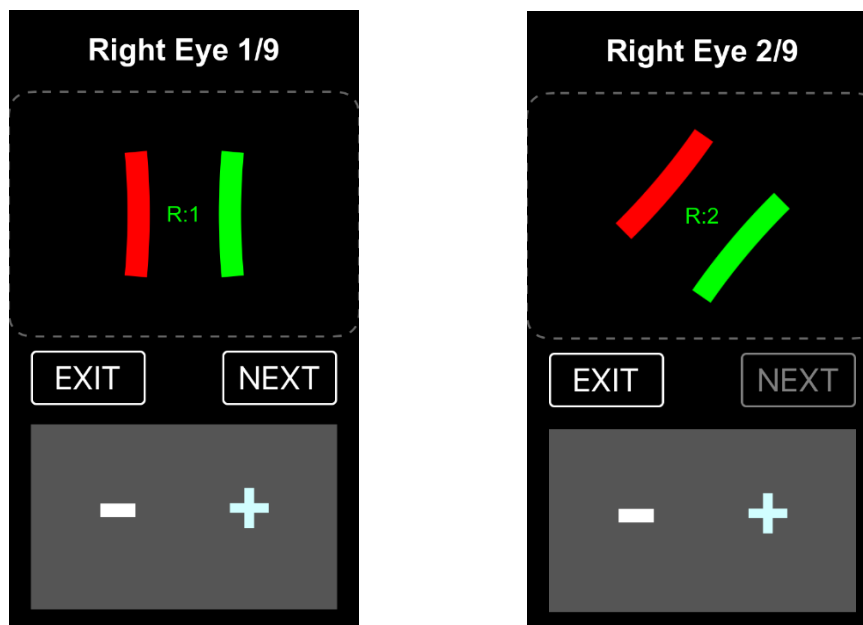 Right Eye 1/9
R:1
EXIT NEXT
- +
Right Eye 2/9
R:2
EXIT NEXT
- +